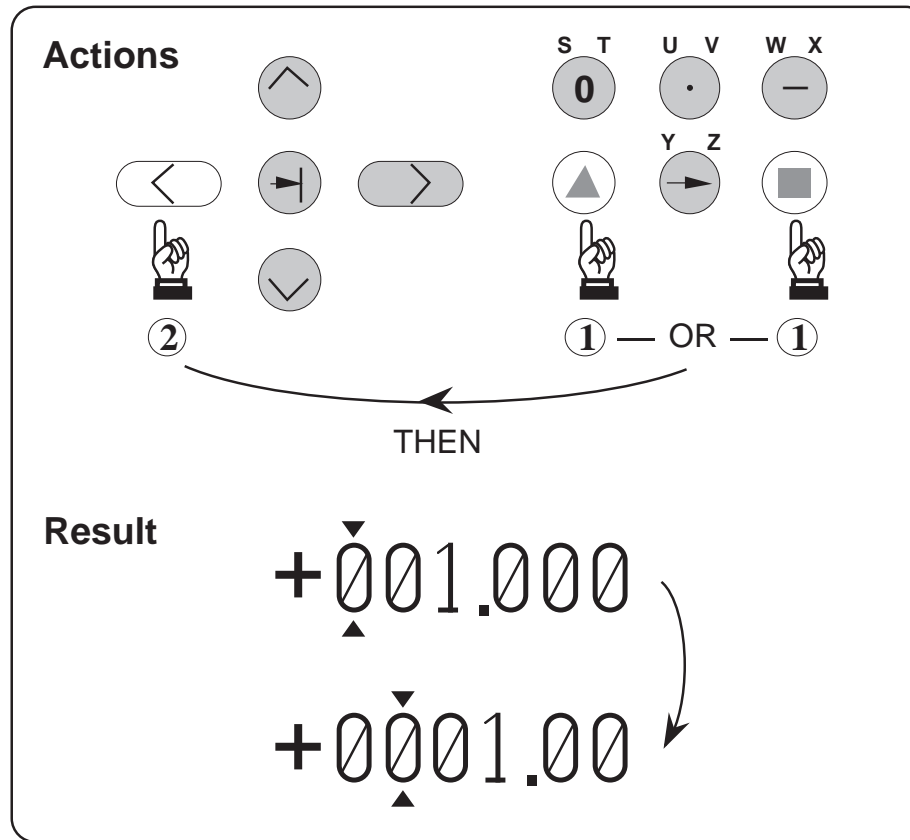 Actions
S T U V W X
0 . –
Y Z
2 1 — OR — 1
THEN
Result
+001.000
+0001.00